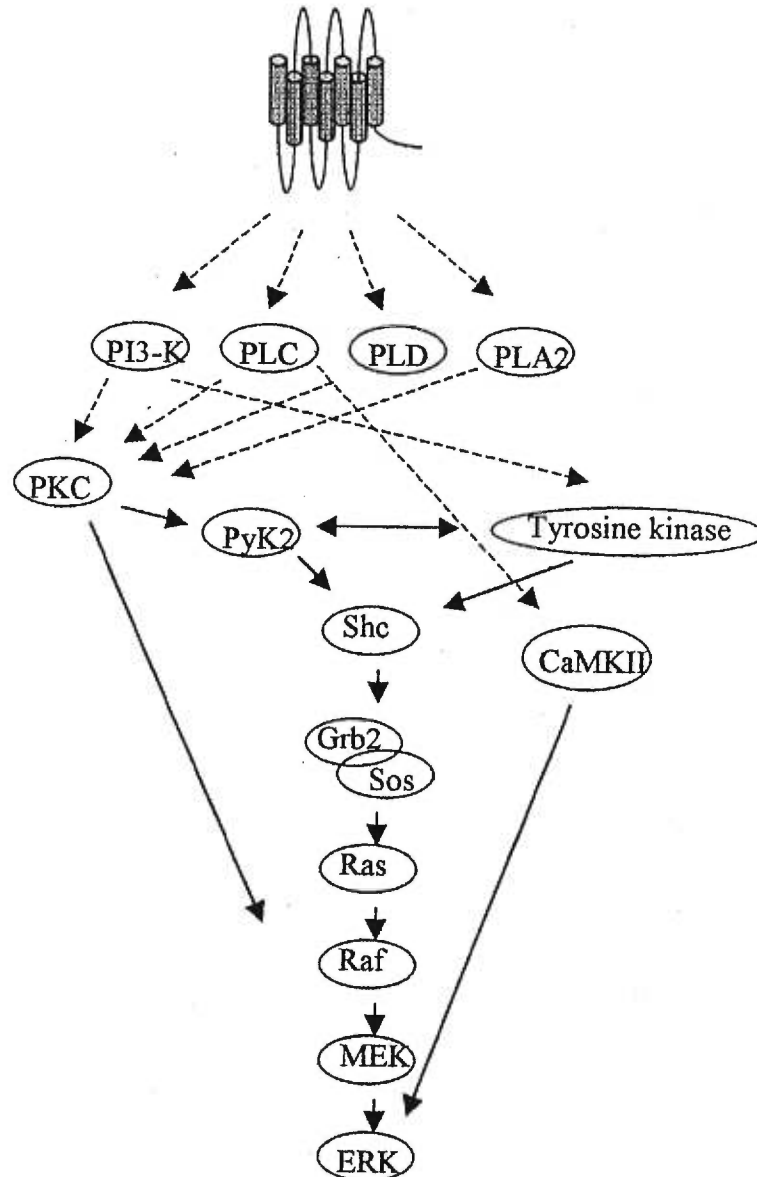 PI3-K
PLC
PLD
PLA2
PKC
PyK2
Tyrosine kinase
Shc
CaMKII
Grb2
Sos
Ras
Raf
MEK
ERK